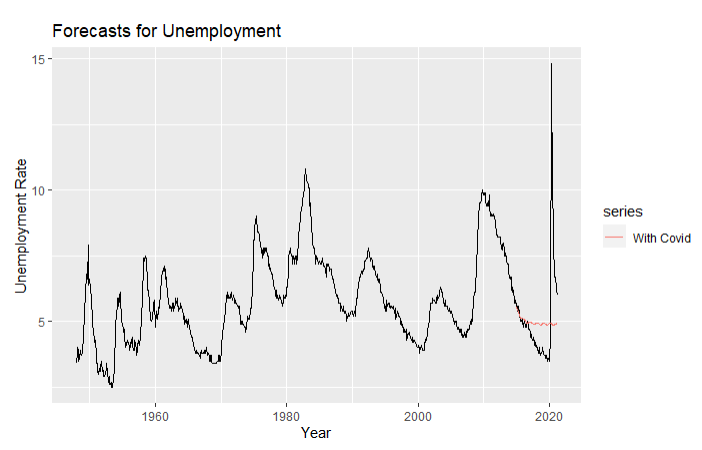 Forecasts for Unemployment
Unemployment Rate
15
10
5
1960 1980 2000 2020
Year
series
With Covid